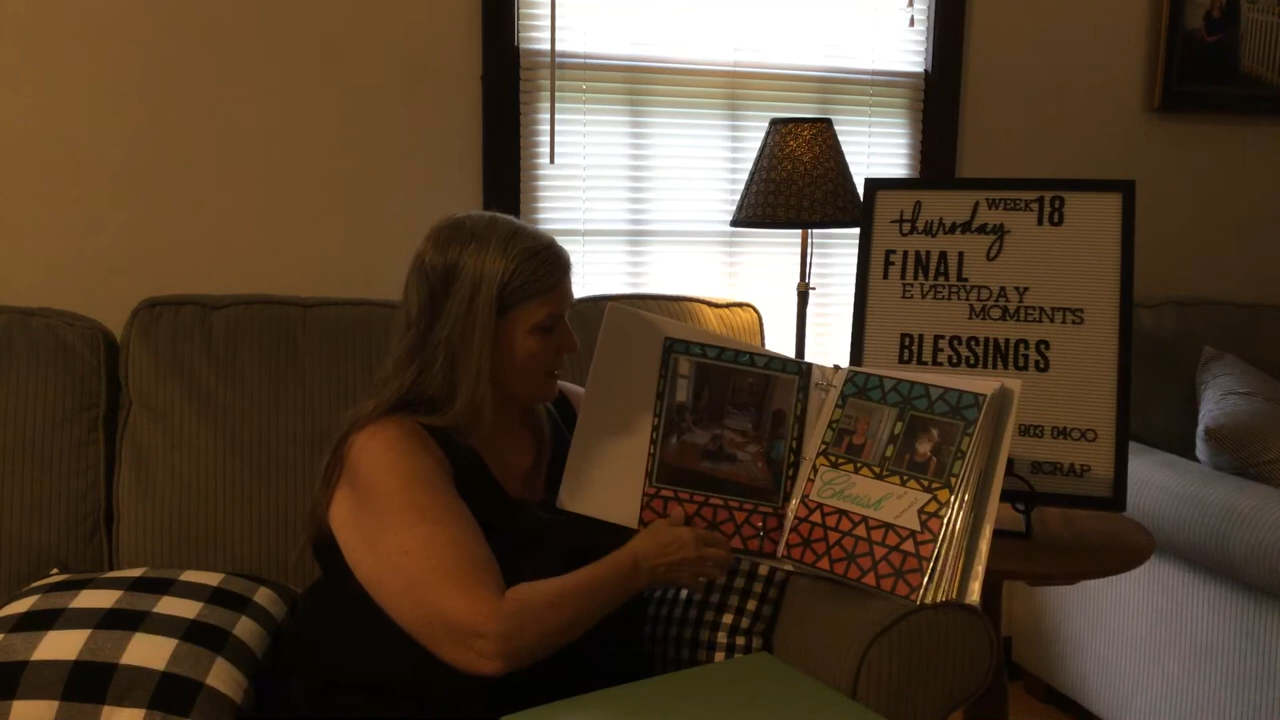 WEEK 18
thursday
FINAL
EVERYDAY
MOMENTS
BLESSINGS
903 0400
SCRAP
Cherish